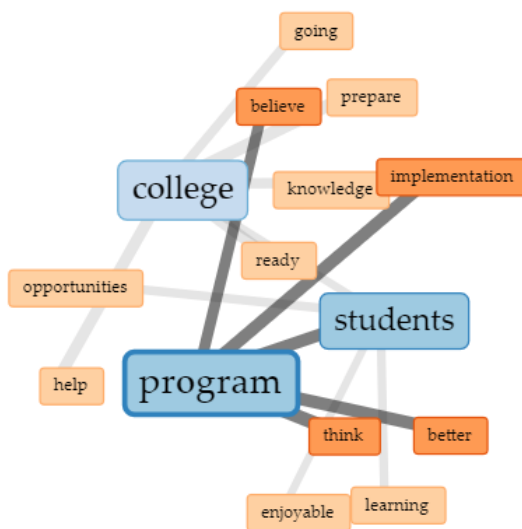 going
believe
prepare
college
knowledge
implementation
ready
opportunities
students
program
help
think
better
enjoyable
learning